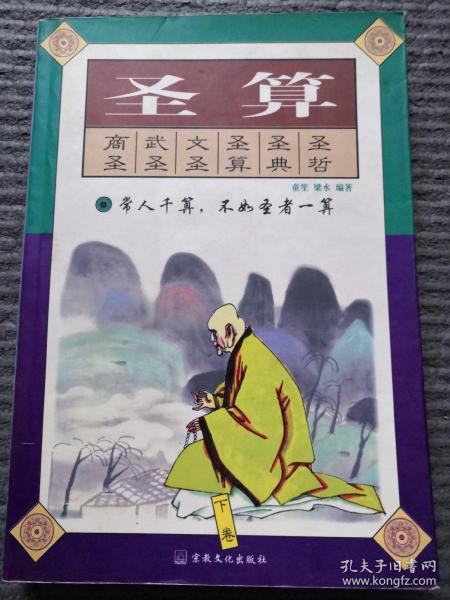 圣算
商 武 文 圣 圣 圣
圣 圣 圣 算 典 哲
童笙 梁水 编著
常人千算，不如圣者一算
下卷
宗教文化出版社
孔夫子旧书网
www.kongfz.com